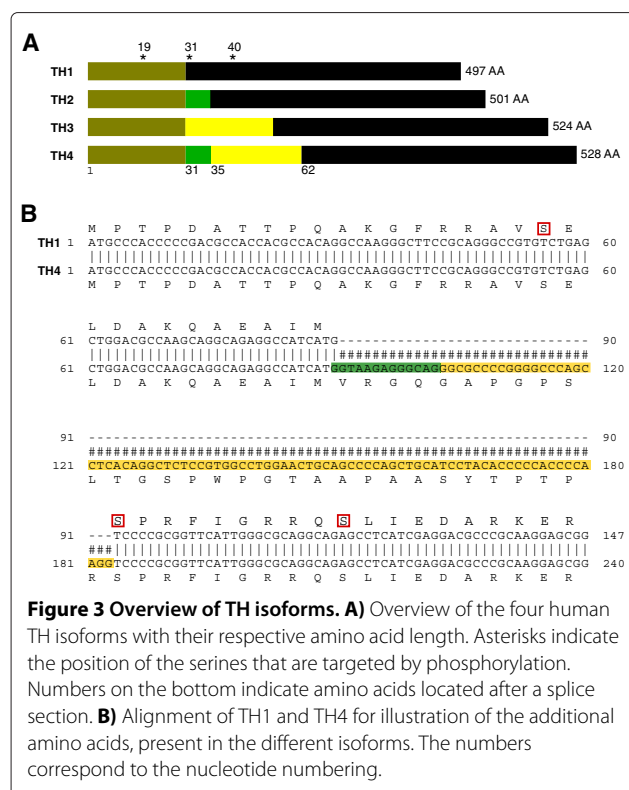 A
19 31 40
* * *
TH1 497 AA
TH2 501 AA
TH3 524 AA
TH4 528 AA
1 31 35 62
B
M P T P D A T T P Q A K G F R R A V S E
TH1 1 ATGCCCACCCCCGACGCCACCACGCCACAGGCCAAGGGCTTCCGCAGGGCCGTGTCTGAG 60
||||||||||||||||||||||||||||||||||||||||||||||||||||||||||||
TH4 1 ATGCCCACCCCCGACGCCACCACGCCACAGGCCAAGGGCTTCCGCAGGGCCGTGTCTGAG 60
M P T P D A T T P Q A K G F R R A V S E
L D A K Q A E A I M
61 CTGGACGCCAAGCAGGCAGAGGCCATCATG------------------------------ 90
||||||||||||||||||||||||||||||##############################
61 CTGGACGCCAAGCAGGCAGAGGCCATCATGGTAAGAGGGCAGGGCGCCCCGGGGCCCAGC 120
L D A K Q A E A I M V R G Q G A P G P S
91 ------------------------------------------------------------ 90
############################################################
121 CTCACAGGCTCTCCGTGGCCTGGAACTGCAGCCCCAGCTGCATCCTACACCCCCACCCCA 180
L T G S P W P G T A A P A A S Y T P T P
S P R F I G R R Q S L I E D A R K E R
91 ---TCCCCGCGGTTCATTGGGCGCAGGCAGAGCCTCATCGAGGACGCCCGCAAGGAGCGG 147
###|||||||||||||||||||||||||||||||||||||||||||||||||||||||||
181 AGGTCCCCGCGGTTCATTGGGCGCAGGCAGAGCCTCATCGAGGACGCCCGCAAGGAGCGG 240
R S P R F I G R R Q S L I E D A R K E R
Figure 3 Overview of TH isoforms. A) Overview of the four human
TH isoforms with their respective amino acid length. Asterisks indicate
the position of the serines that are targeted by phosphorylation.
Numbers on the bottom indicate amino acids located after a splice
section. B) Alignment of TH1 and TH4 for illustration of the additional
amino acids, present in the different isoforms. The numbers
correspond to the nucleotide numbering.